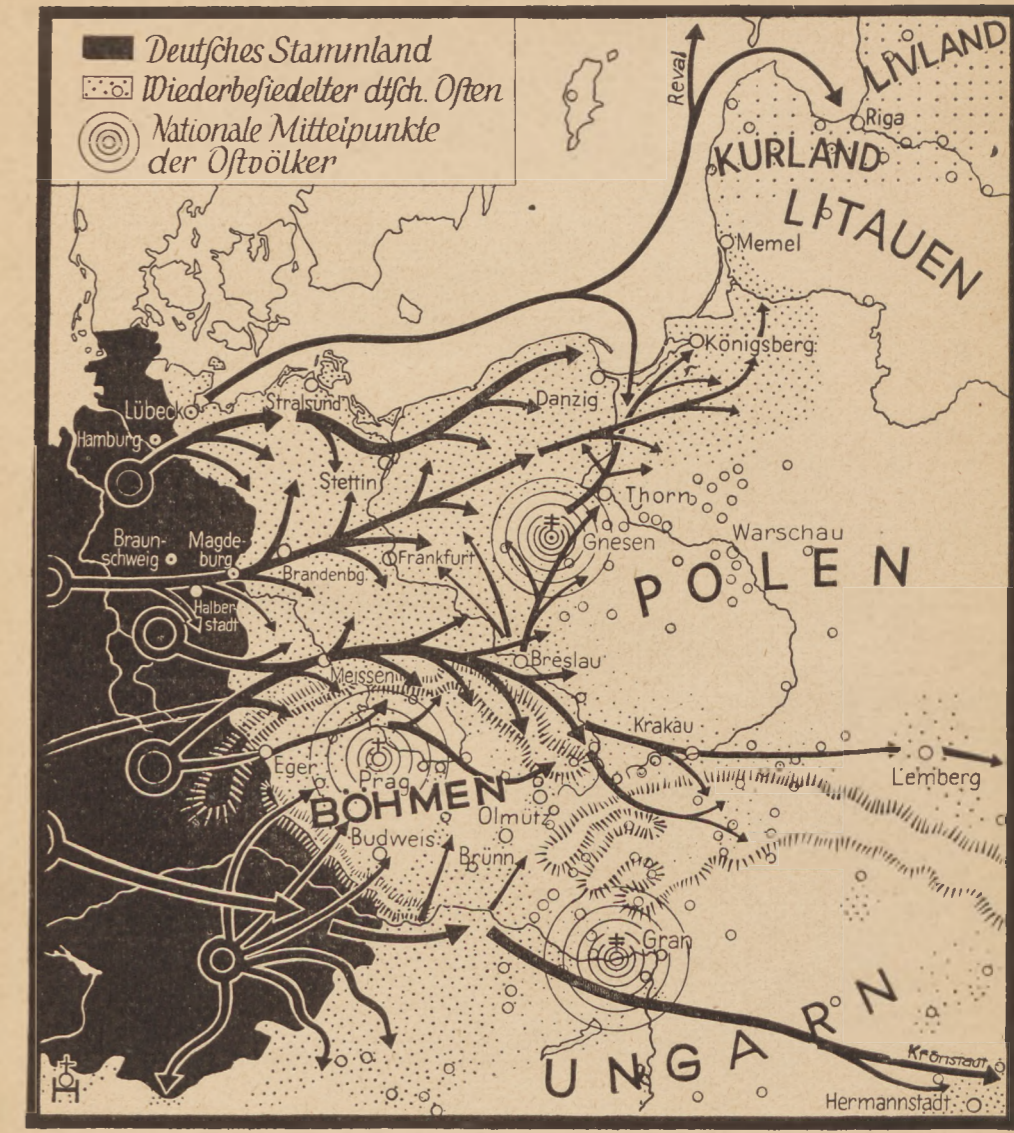 Deutsches Stammland
Wiederbesiedelter dtsch. Osten
Nationale Mittelpunkte
der Ostvölker
Reval
LIVLAND
Riga
KURLAND
LITAUEN
Memel
Königsberg
Lübeck
Stralsund
Danzig
Hamburg
Stettin
Thorn
Braun-
schweig
Magde-
burg
Brandenbg.
Frankfurt
Gnesen
Warschau
POLEN
Halber-
stadt
Breslau
Meissen
Krakau
Eger
Prag
Lemberg
BÖHMEN
Olmütz
Budweis
Brünn
Gran
UNGARN
Kronstadt
Hermannstadt
H